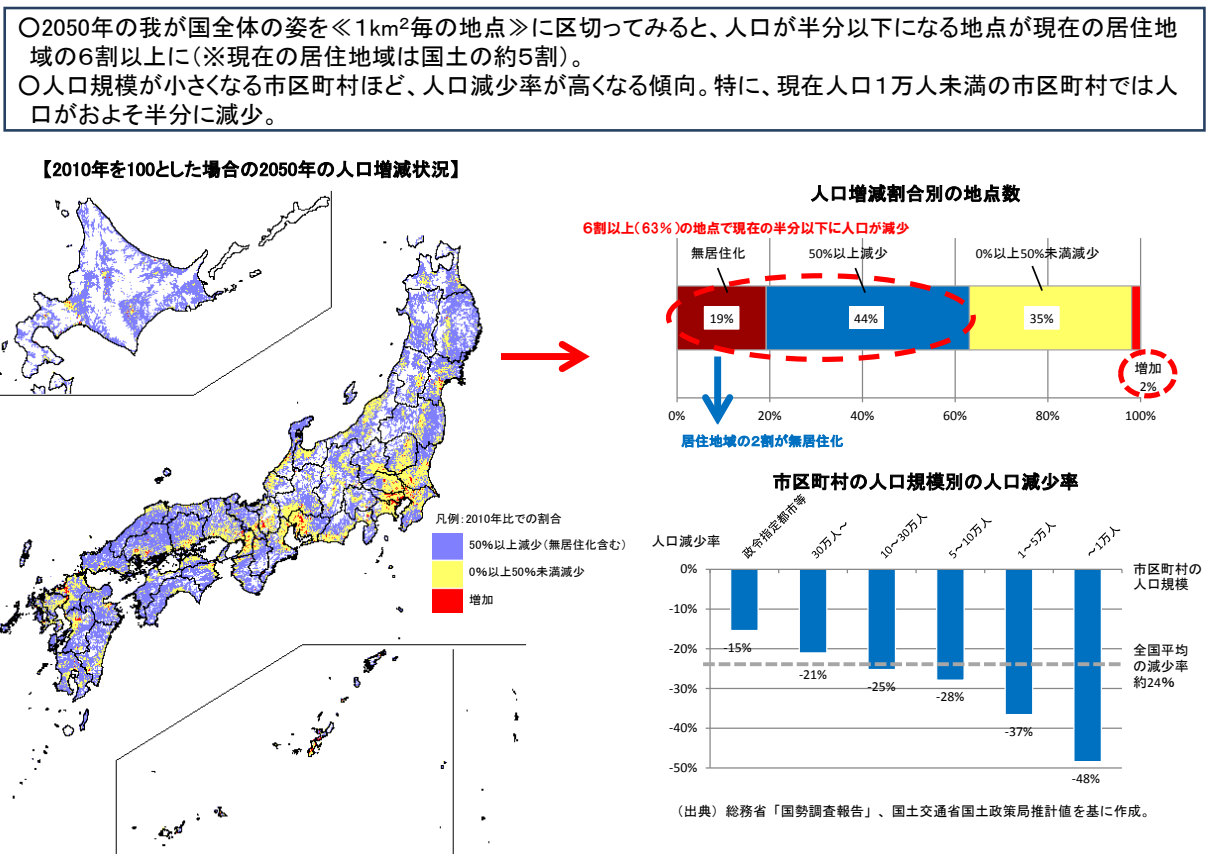 ○2050年の我が国全体の姿を≪1km²毎の地点≫に区切ってみると、人口が半分以下になる地点が現在の居住地
域の6割以上に(※現在の居住地域は国土の約5割)。
○人口規模が小さくなる市区町村ほど、人口減少率が高くなる傾向。特に、現在人口1万人未満の市区町村では人
口がおよそ半分に減少。
【2010年を100とした場合の2050年の人口増減状況】
凡例:2010年比での割合
50%以上減少(無居住化含む)
0%以上50%未満減少
増加
人口増減割合別の地点数
6割以上(63%)の地点で現在の半分以下に人口が減少
無居住化 50%以上減少 0%以上50%未満減少
19% 44% 35%
増加
2%
0% 20% 40% 60% 80% 100%
居住地域の2割が無居住化
市区町村の人口規模別の人口減少率
人口減少率
政令指定都市等 30万人~ 10~30万人 5~10万人 1~5万人 ~1万人
市区町村の
人口規模
0%
-10%
-20%
-30%
-40%
-50%
-15%
-21%
-25%
-28%
-37%
-48%
全国平均
の減少率
約24%
(出典)総務省「国勢調査報告」、国土交通省国土政策局推計値を基に作成。